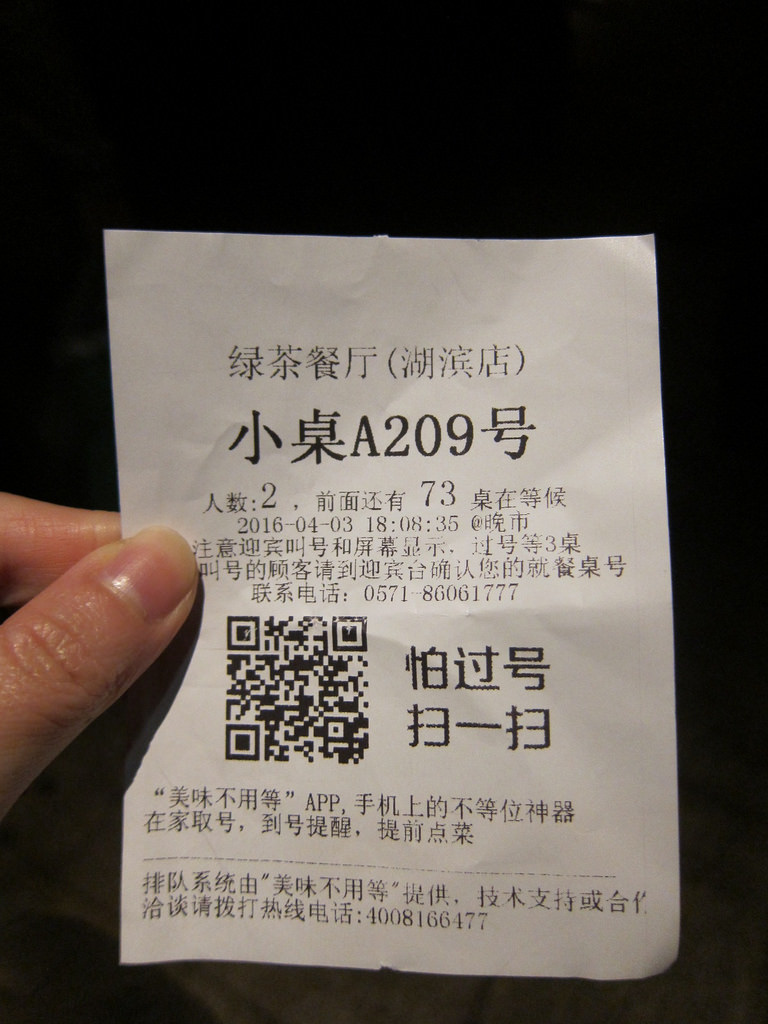 绿茶餐厅(湖滨店)
小桌A209号
人数:2 ，前面还有 73 桌在等候
2016-04-03 18:08:35 @晚市
注意迎宾叫号和屏幕显示，过号等3桌
叫号的顾客请到迎宾台确认您的就餐桌号
联系电话：0571-86061777
怕过号
扫一扫
“美味不用等”APP,手机上的不等位神器
在家取号，到号提醒，提前点菜
排队系统由"美味不用等"提供，技术支持或合作
洽谈请拨打热线电话:4008166477